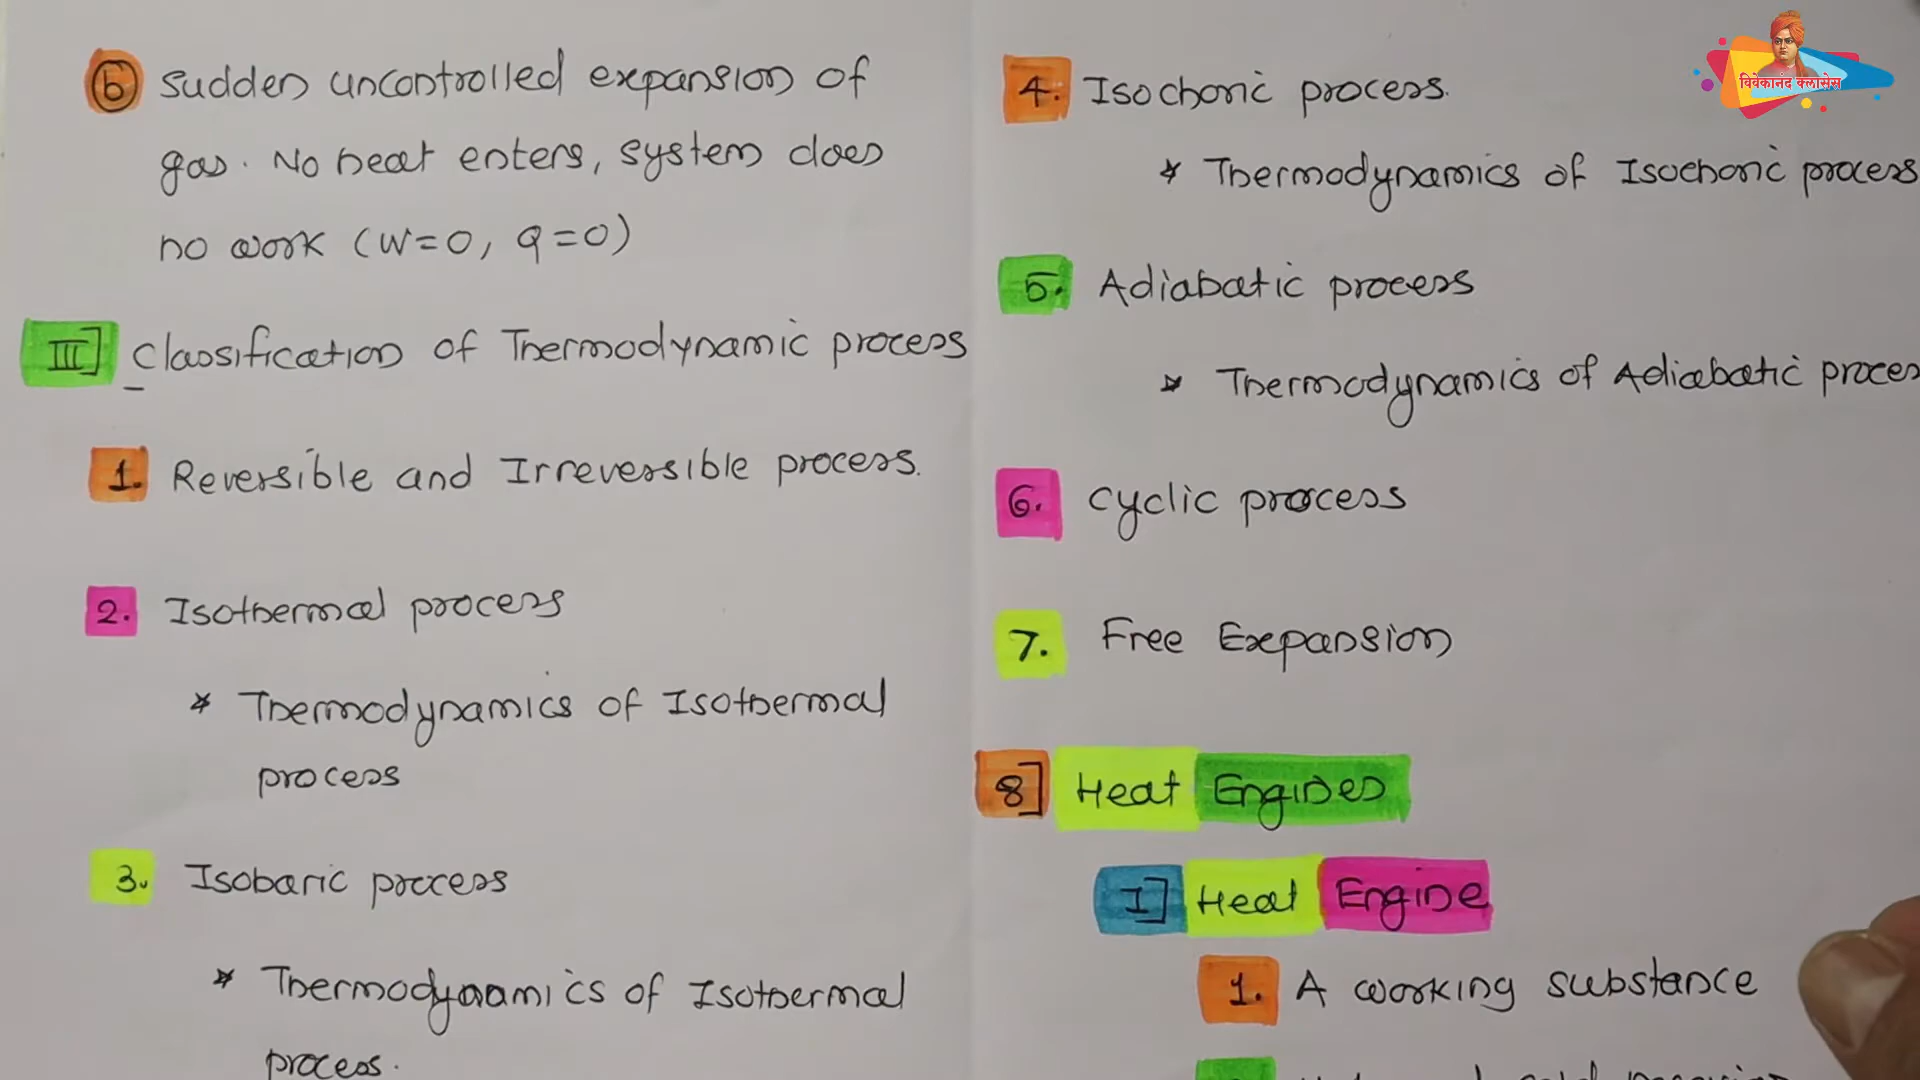 6 Sudden uncontrolled expansion of
gas. No heat enters, system does
no work (W=0, Q=0)
III] Classification of Thermodynamic process
1. Reversible and Irreversible process.
2. Isothermal process
* Thermodynamics of Isothermal
process
3. Isobaric process
* Thermodynamics of Isothermal
process.
4. Isochoric process.
* Thermodynamics of Isochoric process
5. Adiabatic process
* Thermodynamics of Adiabatic proces
6. Cyclic process
7. Free Expansion
8] Heat Engines
I] Heat Engine
1. A working substance
विवेकानंद क्लासेस